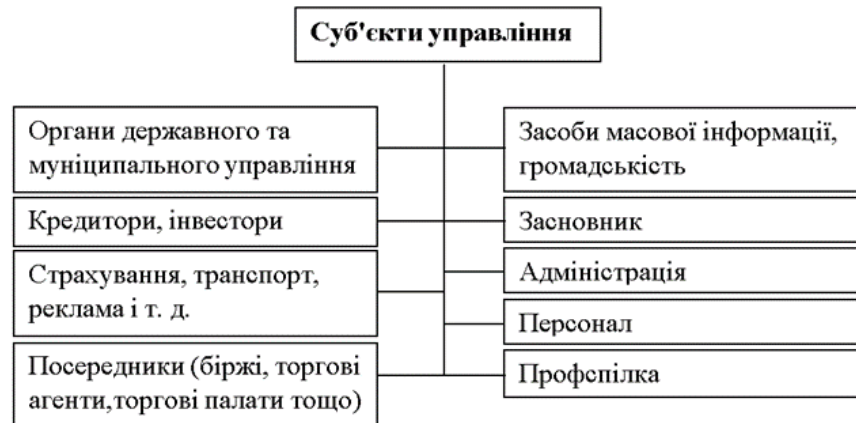 Суб'єкти управління
Органи державного та
муніципального управління
Кредитори, інвестори
Страхування, транспорт,
реклама і т. д.
Посередники (біржі, торгові
агенти,торгові палати тощо)
Засоби масової інформації,
громадськість
Засновник
Адміністрація
Персонал
Профспілка